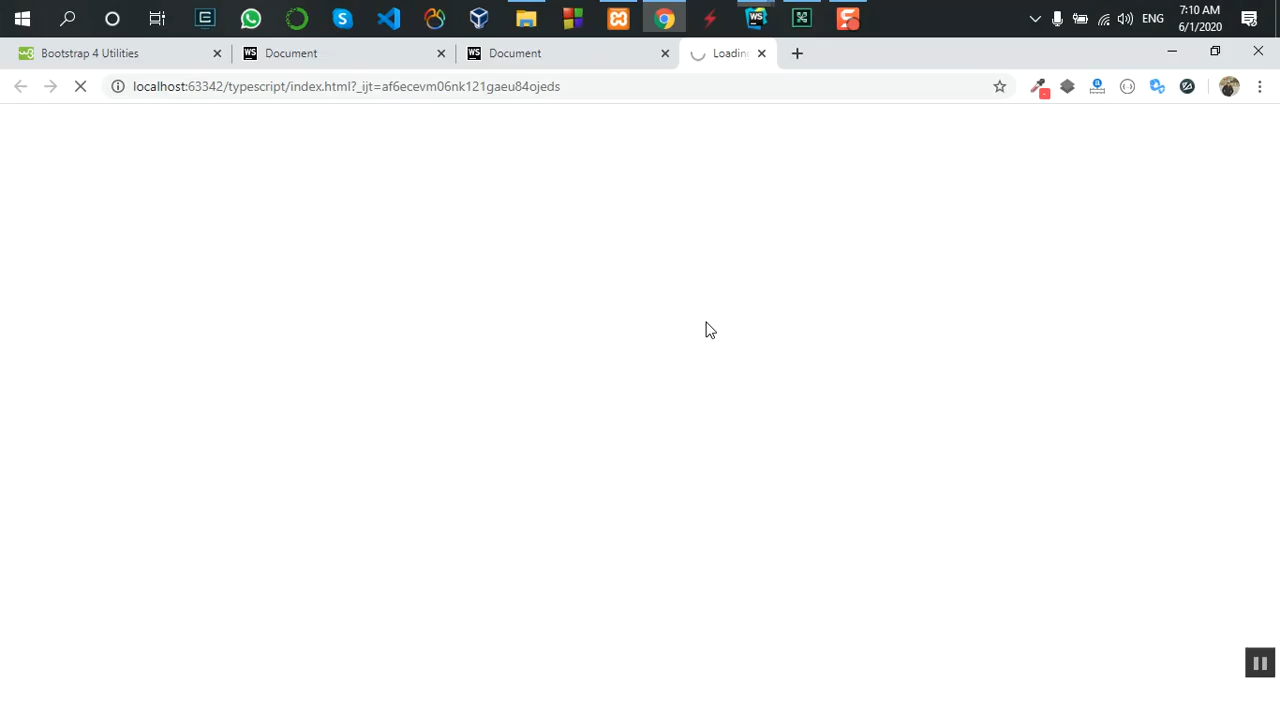 7:10 AM
ENG
6/1/2020
Bootstrap 4 Utilities
Document
Document
Loading
localhost:63342/typescript/index.html?_ijt=af6ecevm06nk121gaeu84ojeds